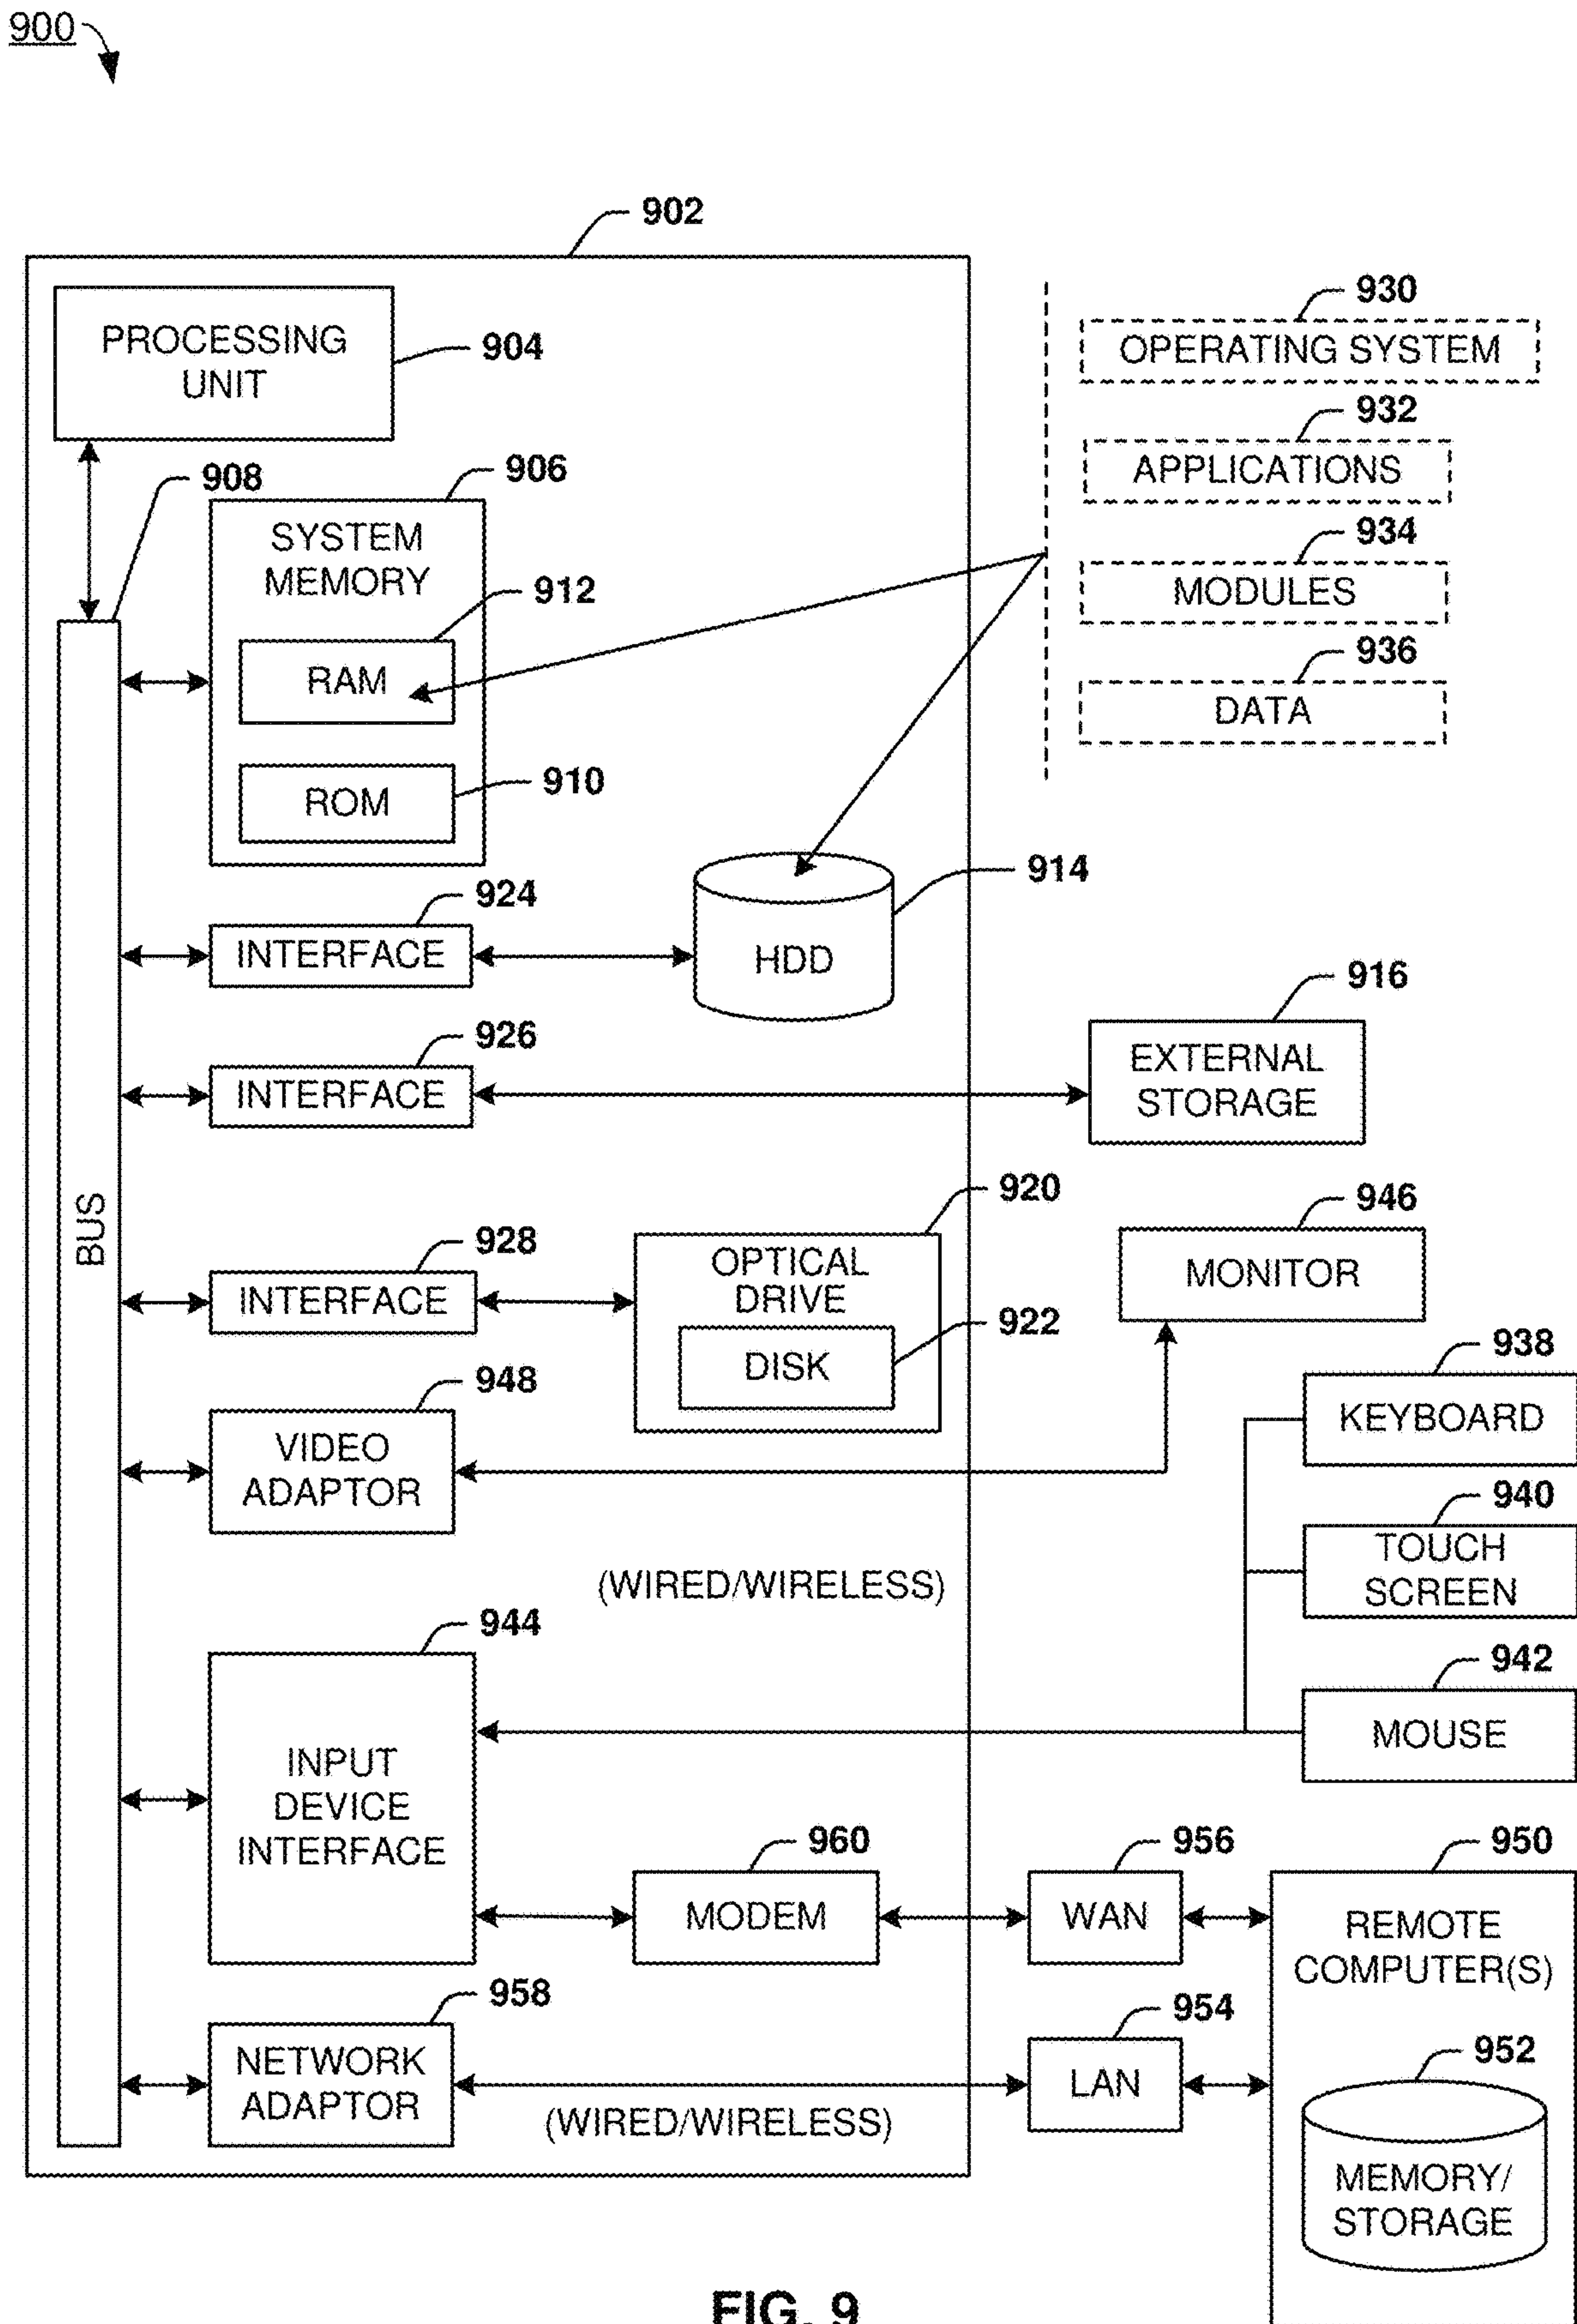 900
902
930
PROCESSING
UNIT
904
OPERATING SYSTEM
932
APPLICATIONS
908
906
SYSTEM
MEMORY
934
MODULES
912
RAM
936
DATA
910
ROM
924
INTERFACE
914
HDD
926
INTERFACE
916
EXTERNAL
STORAGE
BUS
920
OPTICAL
DRIVE
946
MONITOR
928
INTERFACE
922
DISK
938
KEYBOARD
948
VIDEO
ADAPTOR
940
TOUCH
SCREEN
(WIRED/WIRELESS)
944
INPUT
DEVICE
INTERFACE
942
MOUSE
960
MODEM
956
WAN
950
REMOTE
COMPUTER(S)
958
NETWORK
ADAPTOR
954
LAN
952
MEMORY/
STORAGE
(WIRED/WIRELESS)
FIG. 9